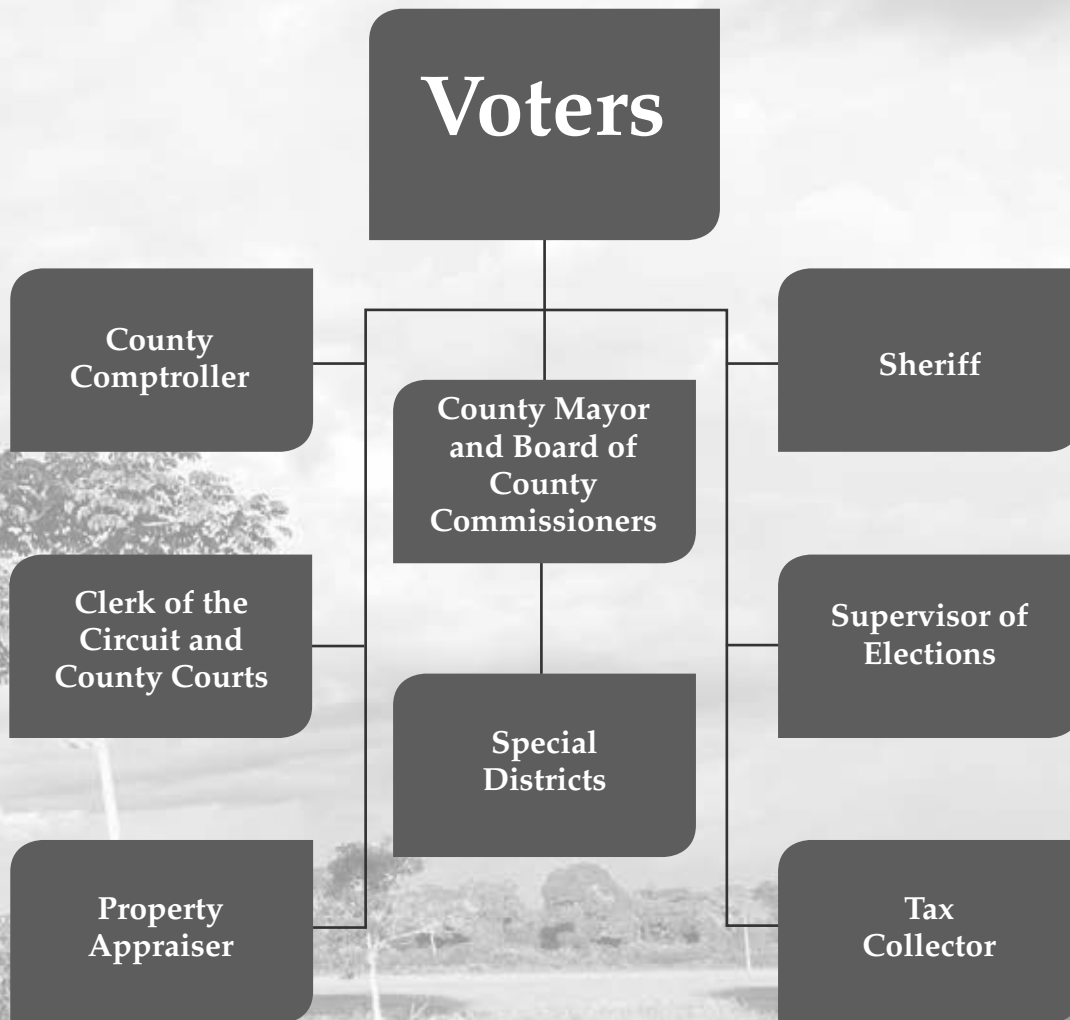 Voters
County
Comptroller
Sheriff
County Mayor
and Board of
County
Commissioners
Clerk of the
Circuit and
County Courts
Supervisor of
Elections
Special
Districts
Property
Appraiser
Tax
Collector